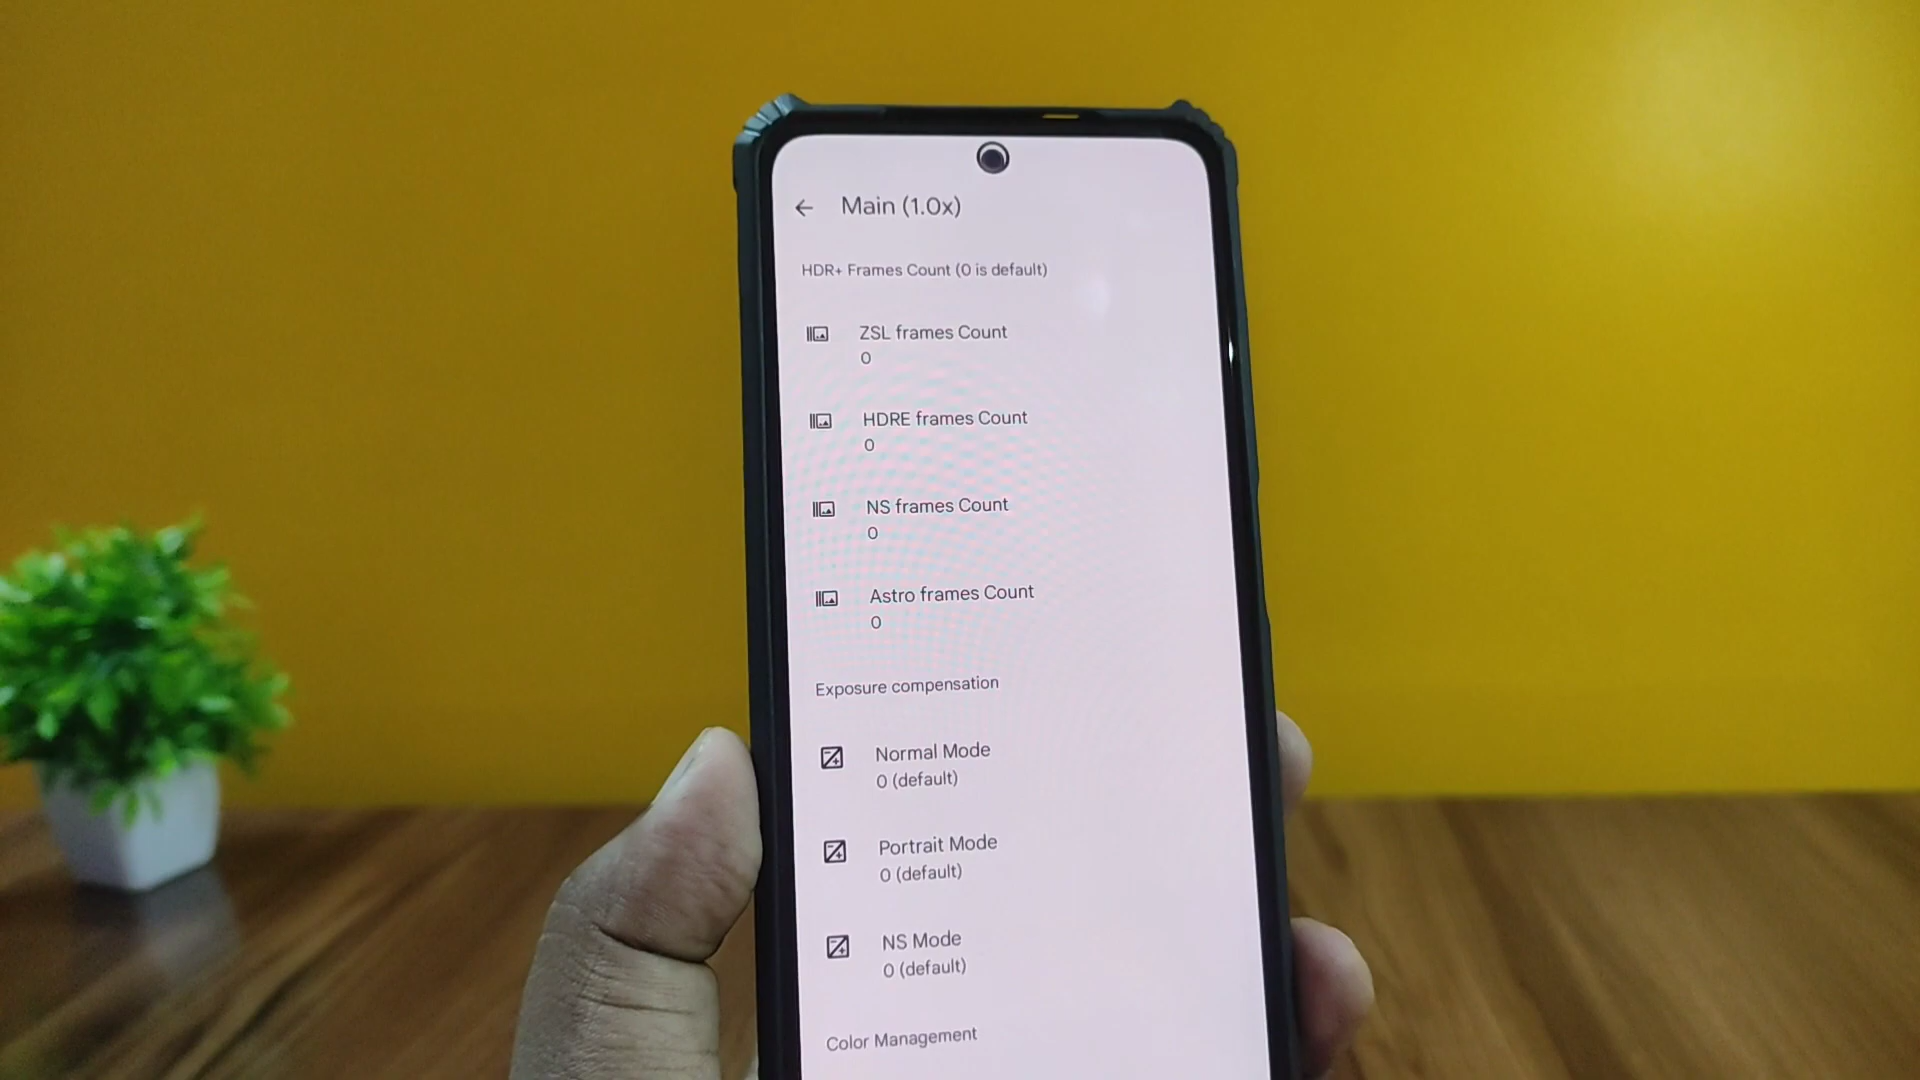 Main (1.0x)
HDR+ Frames Count (0 is default)
ZSL frames Count
0
HDRE frames Count
0
NS frames Count
0
Astro frames Count
0
Exposure compensation
Normal Mode
0 (default)
Portrait Mode
0 (default)
NS Mode
0 (default)
Color Management